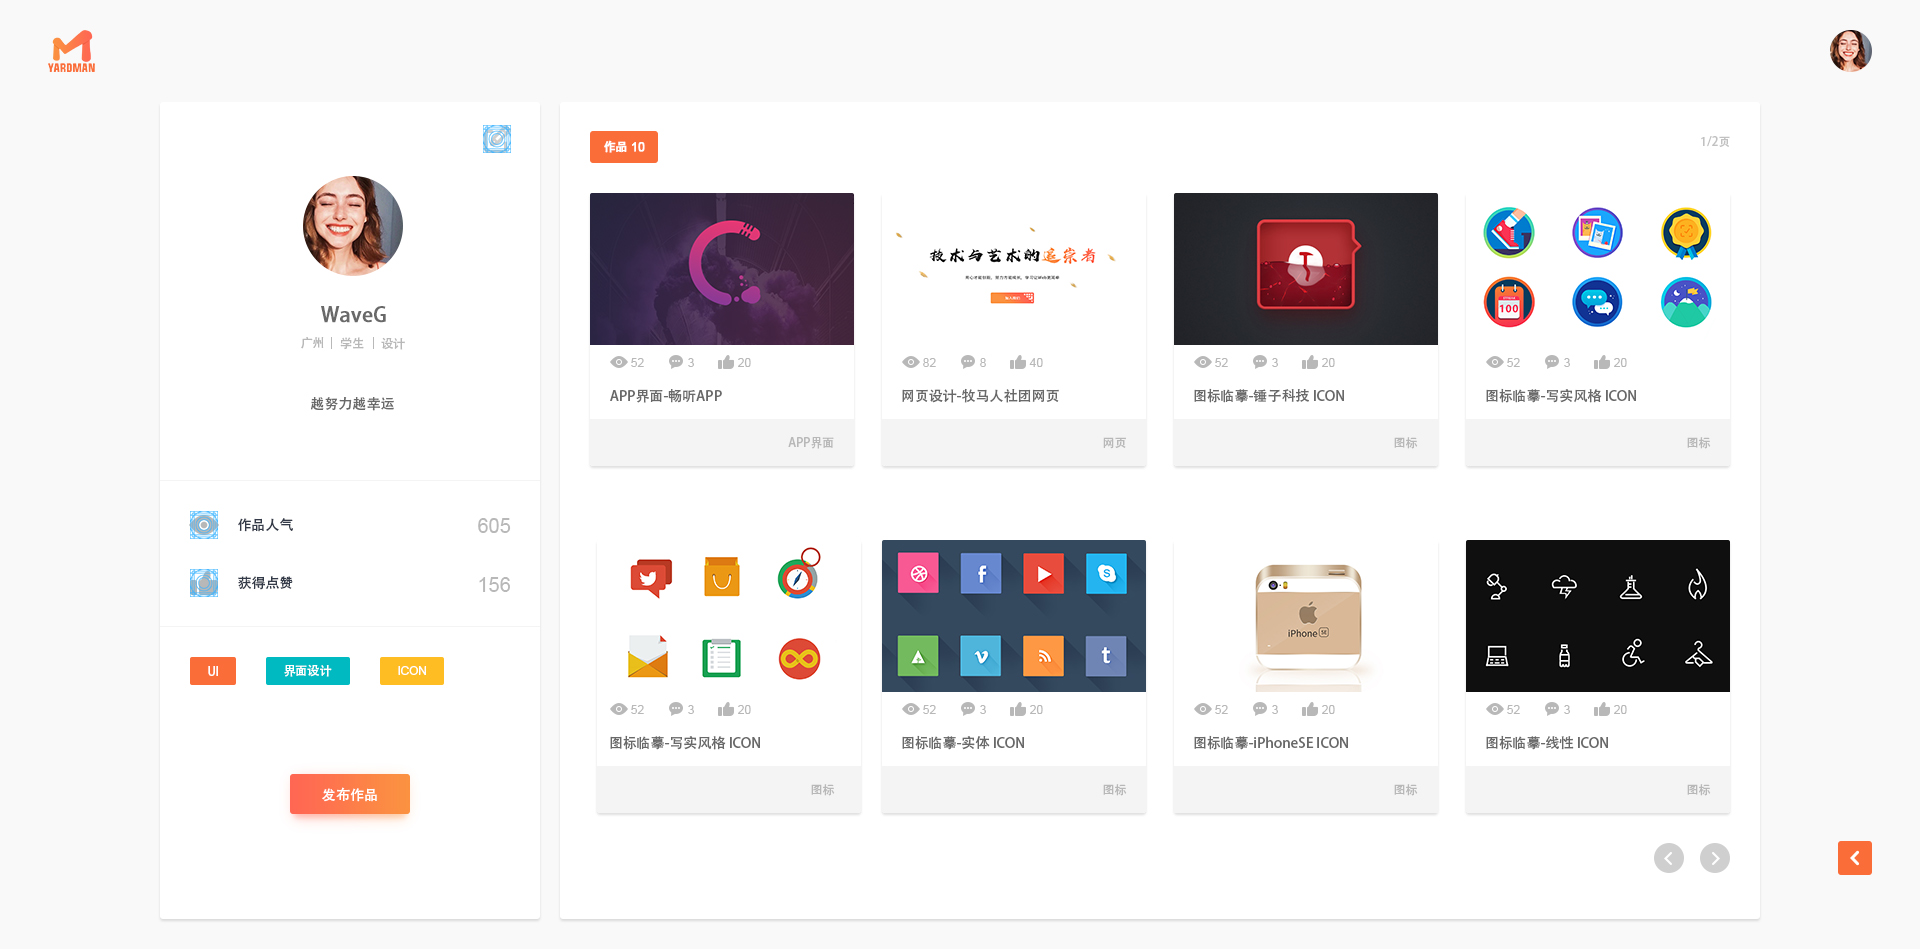 YARDMAN
WaveG
广州 | 学生 | 设计
越努力越幸运
作品人气 605
获得点赞 156
UI 界面设计 ICON
发布作品
作品 10
1/2页
52 3 20
APP界面-畅听APP
APP界面
技术与艺术的追求者
82 8 40
网页设计-牧马人社团网页
网页
T
52 3 20
图标临摹-锤子科技 ICON
图标
100
52 3 20
图标临摹-写实风格 ICON
图标
52 3 20
图标临摹-写实风格 ICON
图标
52 3 20
图标临摹-实体 ICON
图标
iPhone SE
52 3 20
图标临摹-iPhoneSE ICON
图标
52 3 20
图标临摹-线性 ICON
图标